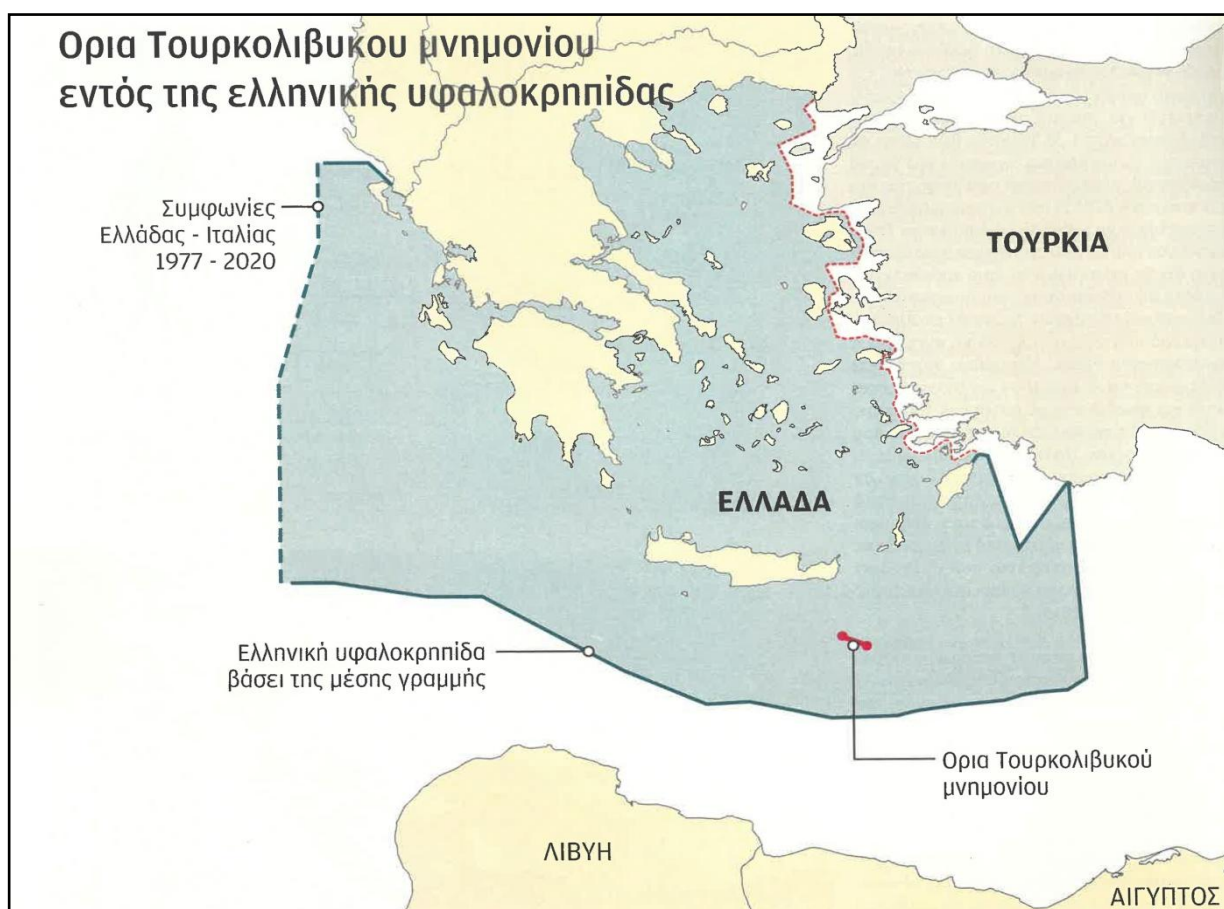 Ορια Τουρκολιβυκου μνημονίου
εντός της ελληνικής υφαλοκρηπίδας
Συμφωνίες
Ελλάδας - Ιταλίας
1977 - 2020
ΤΟΥΡΚΙΑ
ΕΛΛΑΔΑ
Ελληνική υφαλοκρηπίδα
βάσει της μέσης γραμμής
Ορια Τουρκολιβυκού
μνημονίου
ΛΙΒΥΗ
ΑΙΓΥΠΤΟΣ